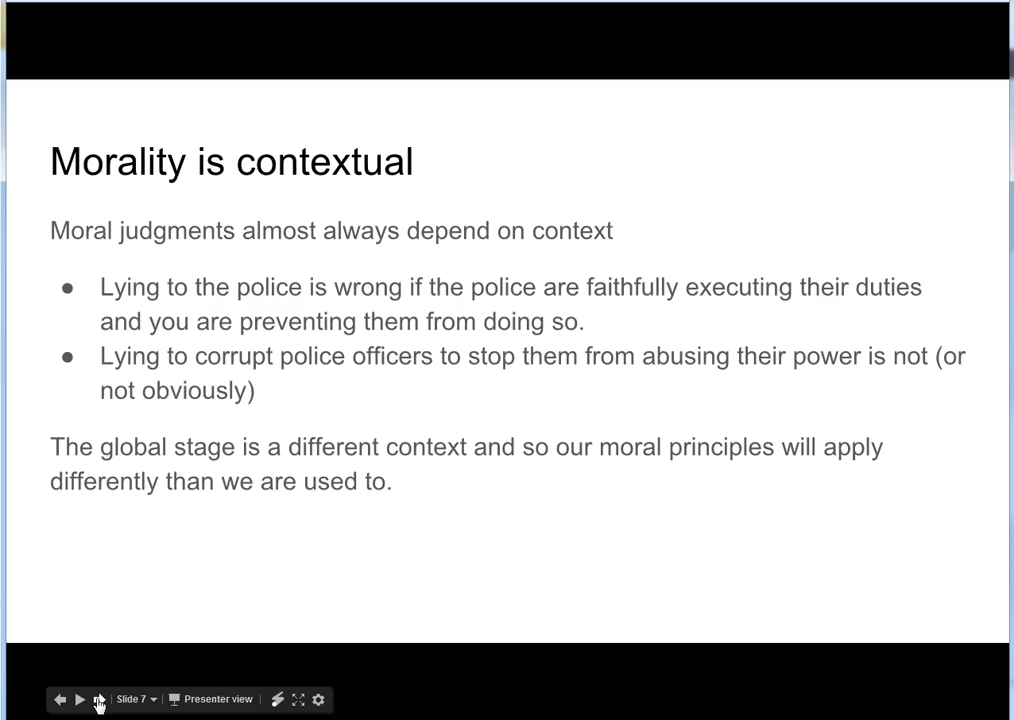 Morality is contextual
Moral judgments almost always depend on context
● Lying to the police is wrong if the police are faithfully executing their duties
and you are preventing them from doing so.
● Lying to corrupt police officers to stop them from abusing their power is not (or
not obviously)
The global stage is a different context and so our moral principles will apply
differently than we are used to.
Slide 7 Presenter view